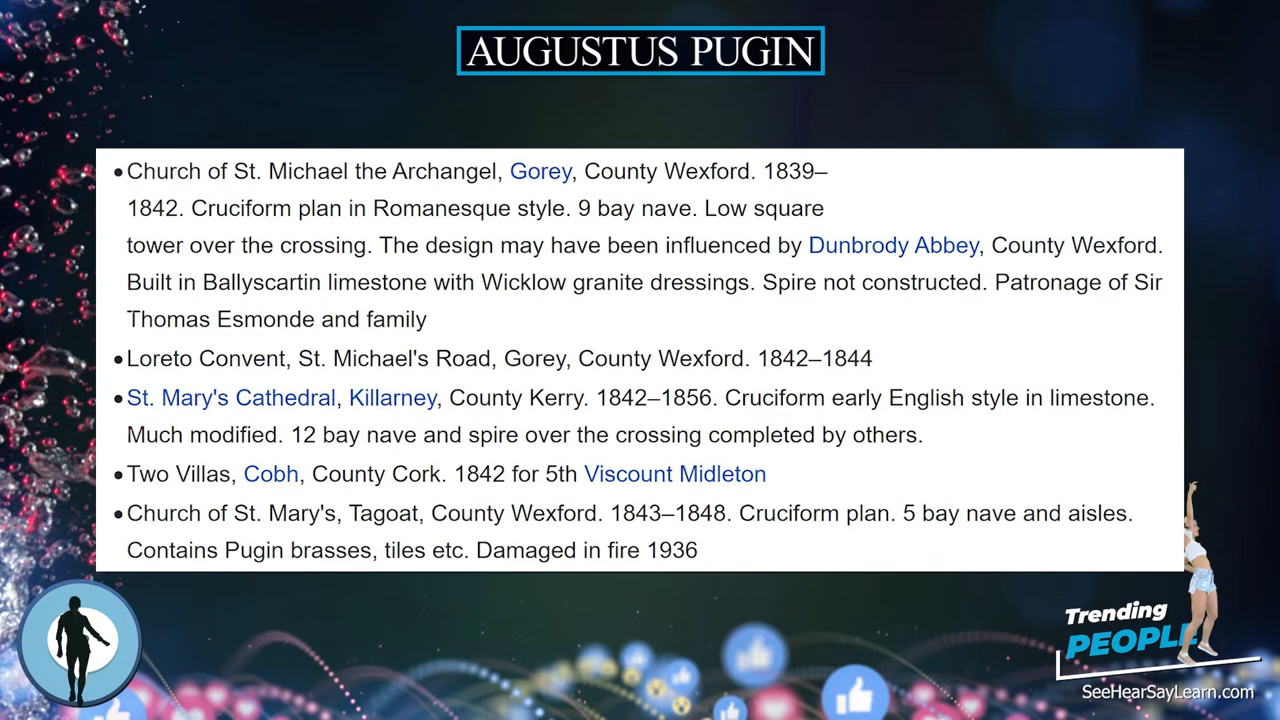 AUGUSTUS PUGIN
•Church of St. Michael the Archangel, Gorey, County Wexford. 1839–
1842. Cruciform plan in Romanesque style. 9 bay nave. Low square
tower over the crossing. The design may have been influenced by Dunbrody Abbey, County Wexford.
Built in Ballyscartin limestone with Wicklow granite dressings. Spire not constructed. Patronage of Sir
Thomas Esmonde and family
•Loreto Convent, St. Michael's Road, Gorey, County Wexford. 1842–1844
•St. Mary's Cathedral, Killarney, County Kerry. 1842–1856. Cruciform early English style in limestone.
Much modified. 12 bay nave and spire over the crossing completed by others.
•Two Villas, Cobh, County Cork. 1842 for 5th Viscount Midleton
•Church of St. Mary's, Tagoat, County Wexford. 1843–1848. Cruciform plan. 5 bay nave and aisles.
Contains Pugin brasses, tiles etc. Damaged in fire 1936
Trending
PEOPLE
SeeHearSayLearn.com